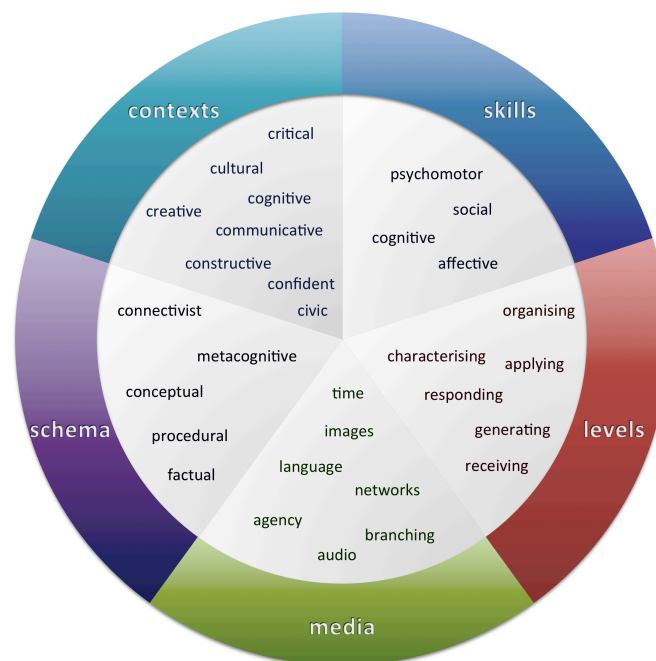 contexts
critical
cultural
cognitive
creative
communicative
constructive
confident
civic
skills
psychomotor
social
cognitive
affective
levels
organising
characterising
applying
responding
generating
receiving
media
time
images
language
networks
agency
branching
audio
schema
connectivist
metacognitive
conceptual
procedural
factual